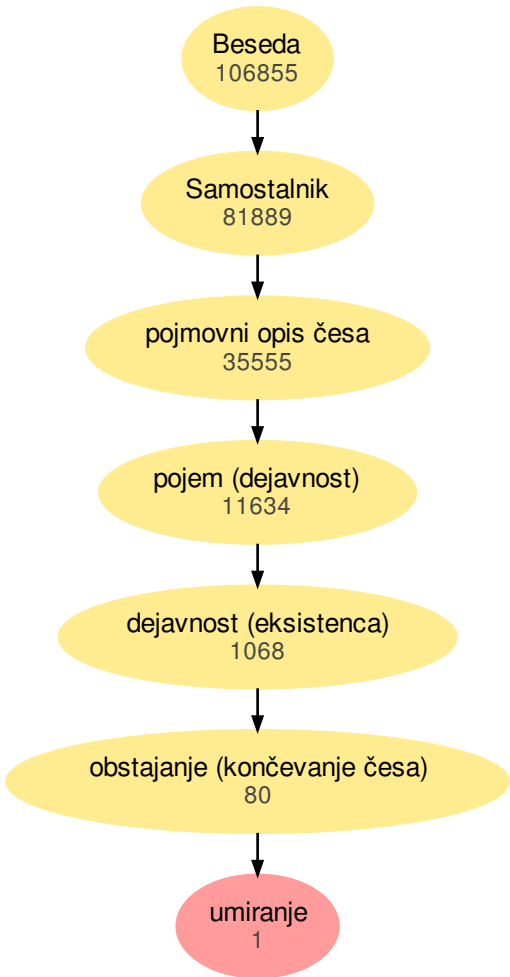 Beseda
106855
Samostalnik
81889
pojmovni opis česa
35555
pojem (dejavnost)
11634
dejavnost (eksistenca)
1068
obstajanje (končevanje česa)
80
umiranje
1